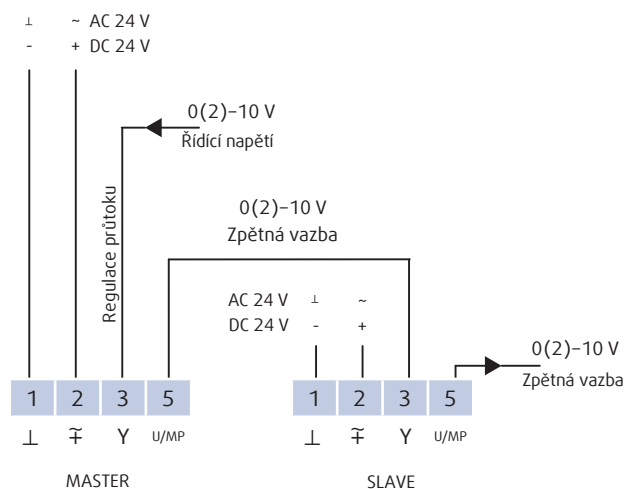 ⊥ ~ AC 24 V
- + DC 24 V
0(2)–10 V
Řídící napětí
Regulace průtoku
0(2)–10 V
Zpětná vazba
AC 24 V ⊥ ~
DC 24 V - +
0(2)–10 V
Zpětná vazba
1 2 3 5
⊥ ∓̃ Y U/MP
MASTER
1 2 3 5
⊥ ∓̃ Y U/MP
SLAVE